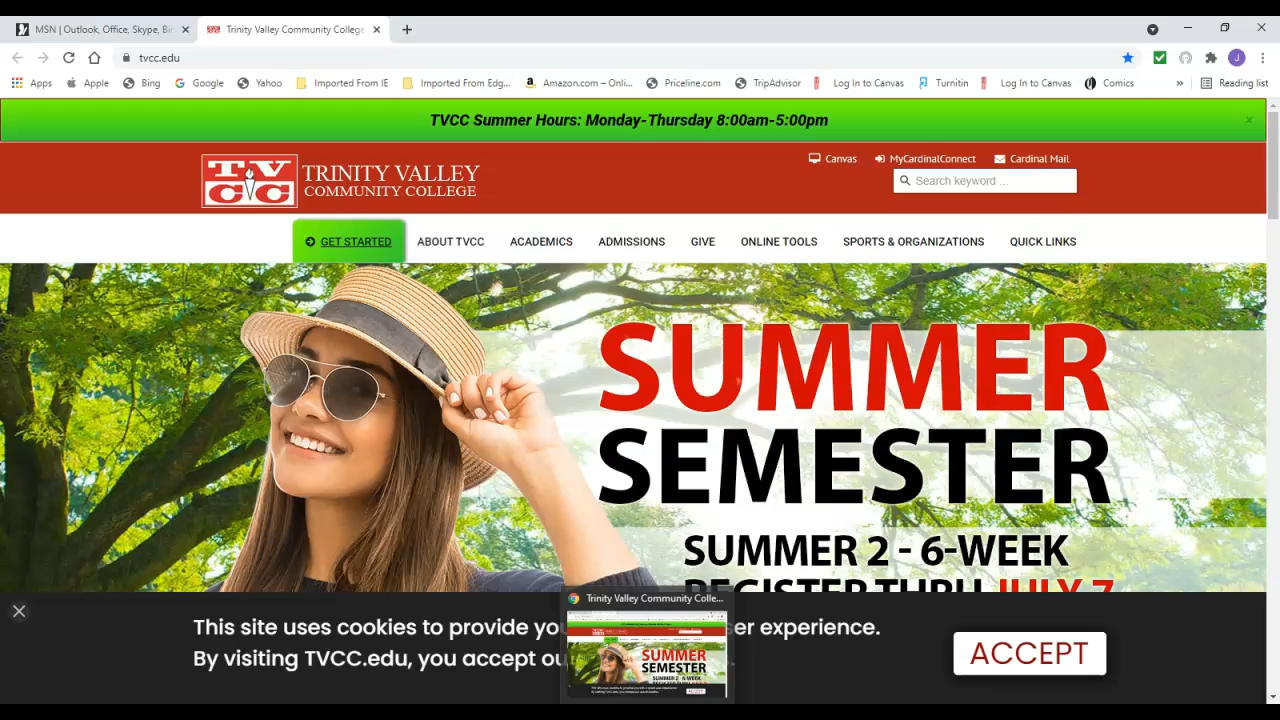 MSN | Outlook, Office, Skype, Bin
Trinity Valley Community College
tvcc.edu
J
Apps
Apple
Bing
Google
Yahoo
Imported From IE
Imported From Edg...
Amazon.com – Onli...
Priceline.com
TripAdvisor
Log In to Canvas
Turnitin
Log In to Canvas
Comics
»
Reading list
TVCC Summer Hours: Monday-Thursday 8:00am-5:00pm
TV
CC
TRINITY VALLEY
COMMUNITY COLLEGE
Canvas
MyCardinalConnect
Cardinal Mail
Search keyword ...
GET STARTED
ABOUT TVCC
ACADEMICS
ADMISSIONS
GIVE
ONLINE TOOLS
SPORTS & ORGANIZATIONS
QUICK LINKS
SUMMER
SEMESTER
SUMMER 2 - 6-WEEK
REGISTER THRU JULY 7
Trinity Valley Community Colle...
This site uses cookies to provide you
er experience.
By visiting TVCC.edu, you accept ou
ACCEPT
SUMMER
SEMESTER
SUMMER 2 - 6-WEEK
ACCEPT